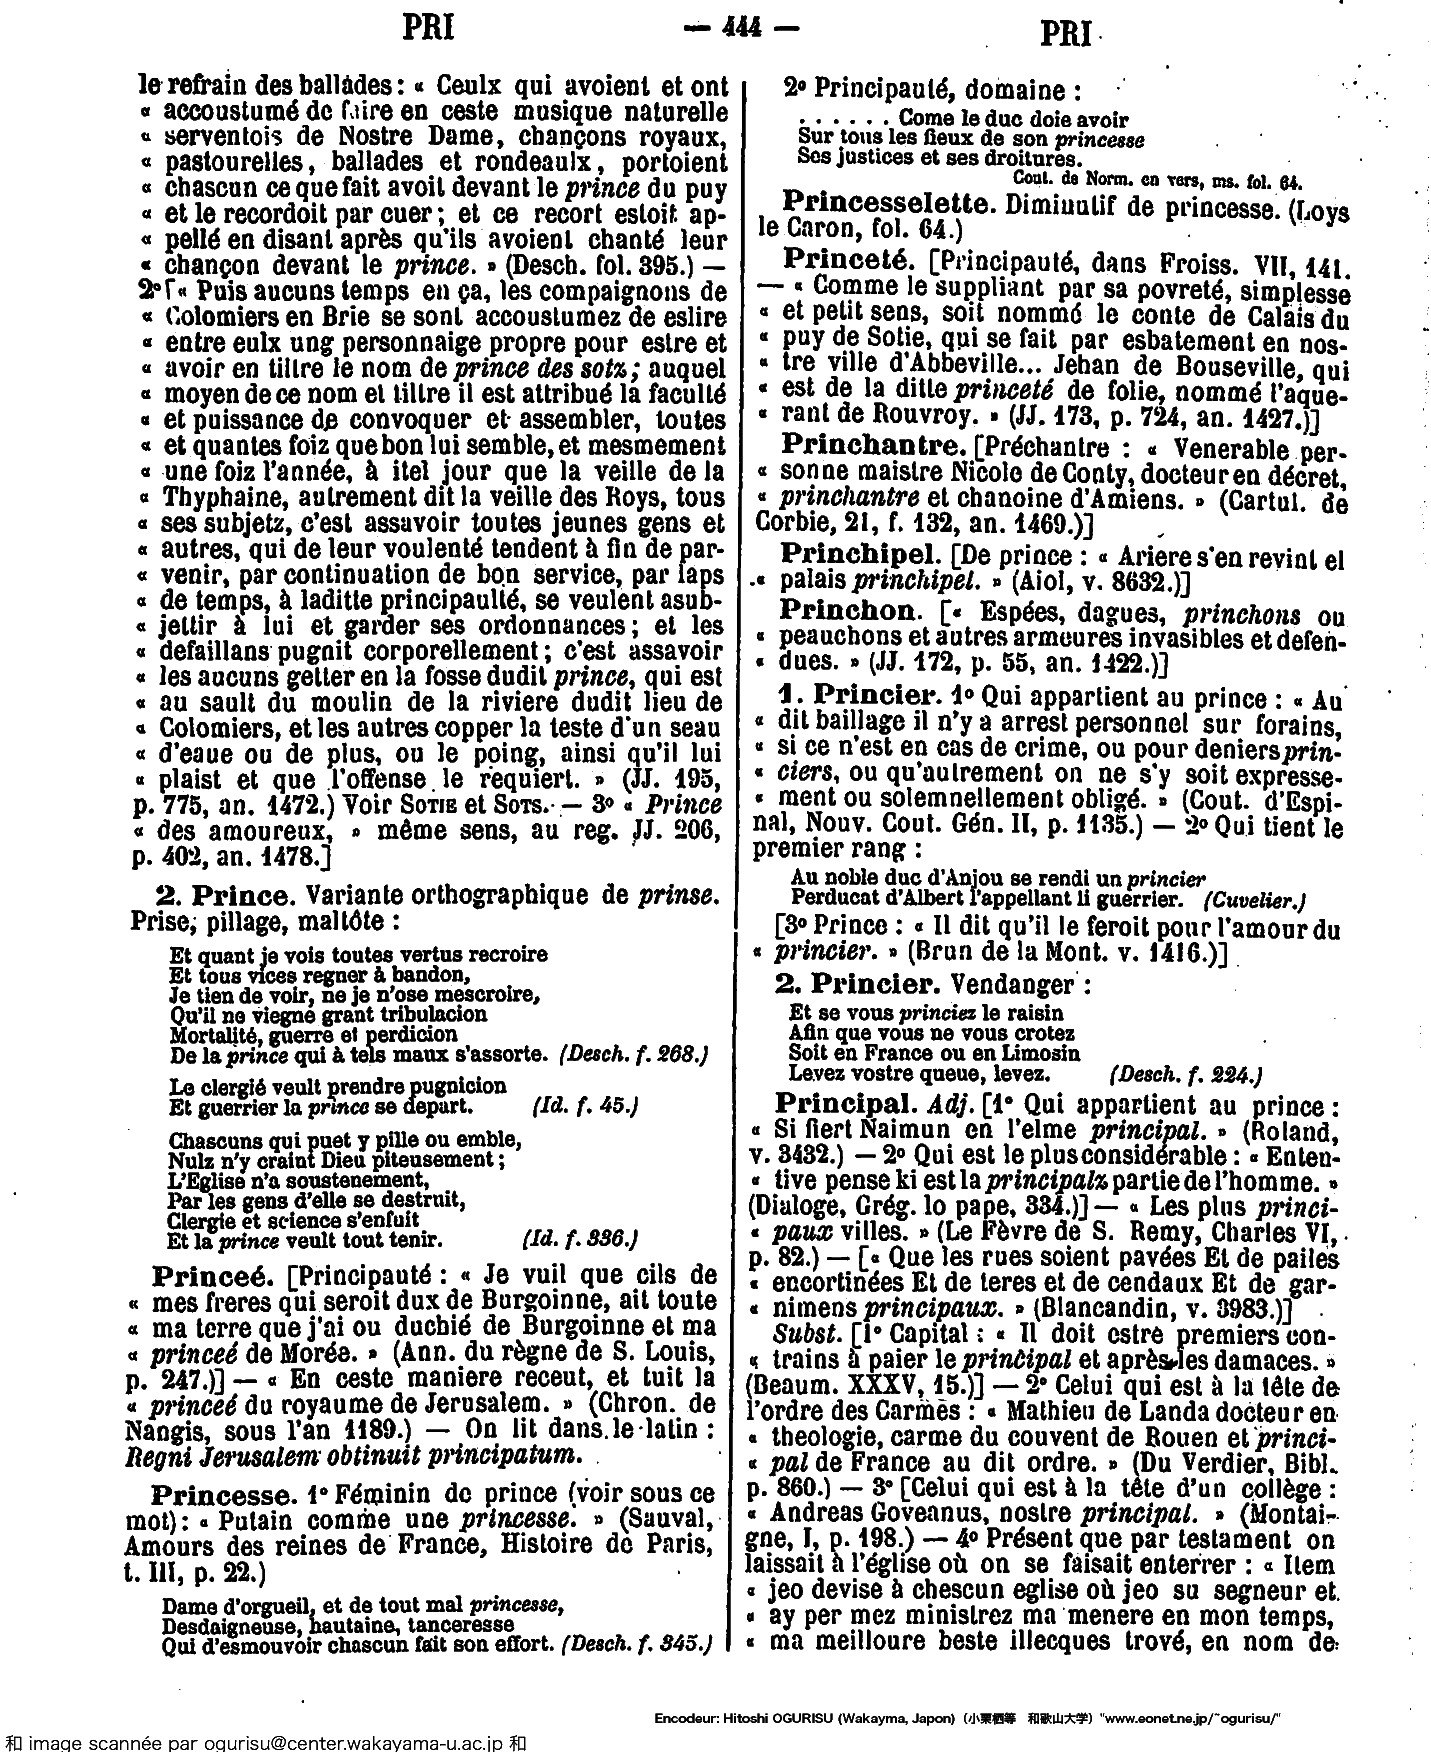 PRI — 444 — PRI
le refrain des ballades : « Ceulx qui avoient et ont
« accoustumé de faire en ceste musique naturelle
« serventois de Nostre Dame, chançons royaux,
« pastourelles, ballades et rondeaulx, portoient
« chascun ce que fait avoit devant le prince du puy
« et le recordoit par cuer ; et ce recort estoit ap-
« pellé en disant après qu'ils avoient chanté leur
« chançon devant le prince. » (Desch. fol. 395.) —
2° [« Puis aucuns temps en ça, les compaignons de
« Colomiers en Brie se sont accoustumez de eslire
« entre eulx ung personnaige propre pour estre et
« avoir en tiltre le nom de prince des sotz ; auquel
« moyen de ce nom et tiltre il est attribué la faculté
« et puissance de convoquer et assembler, toutes
« et quantes foiz que bon lui semble, et mesmement
« une foiz l'année, à itel jour que la veille de la
« Thyphaine, autrement dit la veille des Roys, tous
« ses subjetz, c'est assavoir toutes jeunes gens et
« autres, qui de leur voulenté tendent à fin de par-
« venir, par continuation de bon service, par laps
« de temps, à laditte principaulté, se veulent asub-
« jettir à lui et garder ses ordonnances ; et les
« defaillans pugnit corporellement ; c'est assavoir
« les aucuns getter en la fosse dudit prince, qui est
« au sault du moulin de la riviere dudit lieu de
« Colomiers, et les autres copper la teste d'un seau
« d'eaue ou de plus, ou le poing, ainsi qu'il lui
« plaist et que l'offense le requiert. » (JJ. 195,
p. 775, an. 1472.) Voir SOTIE et SOTS. — 3° « Prince
« des amoureux, » même sens, au reg. JJ. 206,
p. 402, an. 1478.]
2. Prince. Variante orthographique de prinse.
Prise, pillage, maltôte :
Et quant je vois toutes vertus recroire
Et tous vices regner à bandon,
Je tien de voir, ne je n'ose mescroire,
Qu'il ne viegne grant tribulacion
Mortalité, guerre et perdicion
De la prince qui à tels maux s'assorte. (Desch. f. 268.)
Le clergié veult prendre pugnicion
Et guerrier la prince se depart. (Id. f. 45.)
Chascuns qui puet y pille ou emble,
Nulz n'y craint Dieu piteusement ;
L'Eglise n'a soustenement,
Par les gens d'elle se destruit,
Clergie et science s'enfuit
Et la prince veult tout tenir. (Id. f. 336.)
Princeé. [Principauté : « Je vuil que cils de
« mes freres qui seroit dux de Burgoinne, ait toute
« ma terre que j'ai ou duchié de Burgoinne et ma
« princeé de Morée. » (Ann. du règne de S. Louis,
p. 247.)] — « En ceste maniere receut, et tuit la
« princeé du royaume de Jerusalem. » (Chron. de
Nangis, sous l'an 1189.) — On lit dans le latin :
Regni Jerusalem obtinuit principatum.
Princesse. 1° Féminin de prince (voir sous ce
mot) : « Putain comme une princesse. » (Sauval,
Amours des reines de France, Histoire de Paris,
t. III, p. 22.)
Dame d'orgueil, et de tout mal princesse,
Desdaigneuse, hautaine, tanceresse
Qui d'esmouvoir chascun fait son effort. (Desch. f. 345.)
2° Principauté, domaine :
. . . . . . Come le duc doie avoir
Sur tous les fieux de son princesse
Ses justices et ses droitures.
Cout. de Norm. en vers, ms. fol. 64.
Princesselette. Diminutif de princesse. (Loys
le Caron, fol. 64.)
Princeté. [Principauté, dans Froiss. VII, 141.
— « Comme le suppliant par sa povreté, simplesse
« et petit sens, soit nommé le conte de Calais du
« puy de Sotie, qui se fait par esbatement en nos-
« tre ville d'Abbeville... Jehan de Bouseville, qui
« est de la ditte princeté de folie, nommé l'aque-
« rant de Rouvroy. » (JJ. 173, p. 724, an. 1427.)]
Princhantre. [Préchantre : « Venerable per-
« sonne maistre Nicole de Conty, docteur en décret,
« princhantre et chanoine d'Amiens. » (Cartul. de
Corbie, 21, f. 132, an. 1469.)]
Princhipel. [De prince : « Ariere s'en revint el
« palais princhipel. » (Aiol, v. 8632.)]
Princhon. [« Espées, dagues, princhons ou
« peauchons et autres armeures invasibles et defen-
« dues. » (JJ. 172, p. 55, an. 1422.)]
1. Princier. 1° Qui appartient au prince : « Au
« dit baillage il n'y a arrest personnel sur forains,
« si ce n'est en cas de crime, ou pour deniers prin-
« ciers, ou qu'autrement on ne s'y soit expresse-
« ment ou solemnellement obligé. » (Cout. d'Espi-
nal, Nouv. Cout. Gén. II, p. 1135.) — 2° Qui tient le
premier rang :
Au noble duc d'Anjou se rendi un princier
Perducat d'Albert l'appellant li guerrier. (Cuvelier.)
[3° Prince : « Il dit qu'il le feroit pour l'amour du
« princier. » (Brun de la Mont. v. 1416.)]
2. Princier. Vendanger :
Et se vous princiez le raisin
Afin que vous ne vous crotez
Soit en France ou en Limosin
Levez vostre queue, levez. (Desch. f. 224.)
Principal. Adj. [1° Qui appartient au prince :
« Si fiert Naimun en l'elme principal. » (Roland,
v. 3432.) — 2° Qui est le plus considérable : « Enten-
« tive pense ki est la principalz partie de l'homme. »
(Dialoge, Grég. lo pape, 334.)] — « Les plus princi-
« paux villes. » (Le Fèvre de S. Remy, Charles VI,
p. 82.) — [« Que les rues soient pavées Et de pailes
« encortinées Et de teres et de cendaux Et de gar-
« nimens principaux. » (Blancandin, v. 3983.)]
Subst. [1° Capital : « Il doit estre premiers con-
« trains à paier le principal et après les damaces. »
(Beaum. XXXV, 15.)] — 2° Celui qui est à la tête de
l'ordre des Carmes : « Mathieu de Landa docteur en
« theologie, carme du couvent de Rouen et princi-
« pal de France au dit ordre. » (Du Verdier, Bibl.
p. 860.) — 3° [Celui qui est à la tête d'un collège :
« Andreas Goveanus, nostre principal. » (Montai-
gne, I, p. 198.) — 4° Présent que par testament on
laissait à l'église où on se faisait enterrer : « Item
« jeo devise à chescun eglise où jeo su segneur et
« ay per mez ministrez ma menere en mon temps,
« ma meilloure beste illecques trové, en nom de
Encodeur: Hitoshi OGURISU (Wakayma, Japon) (小栗栖等 和歌山大学) "www.eonet.ne.jp/~ogurisu/"
和 image scannée par ogurisu@center.wakayama-u.ac.jp 和